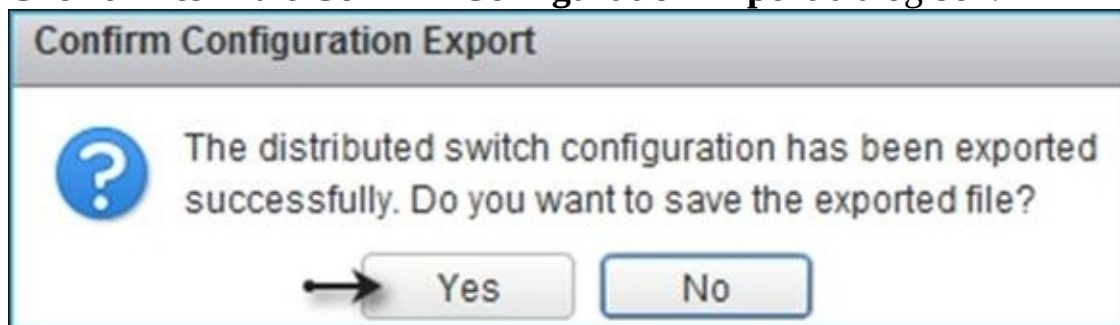 Confirm Configuration Export
?
The distributed switch configuration has been exported
successfully. Do you want to save the exported file?
Yes
No